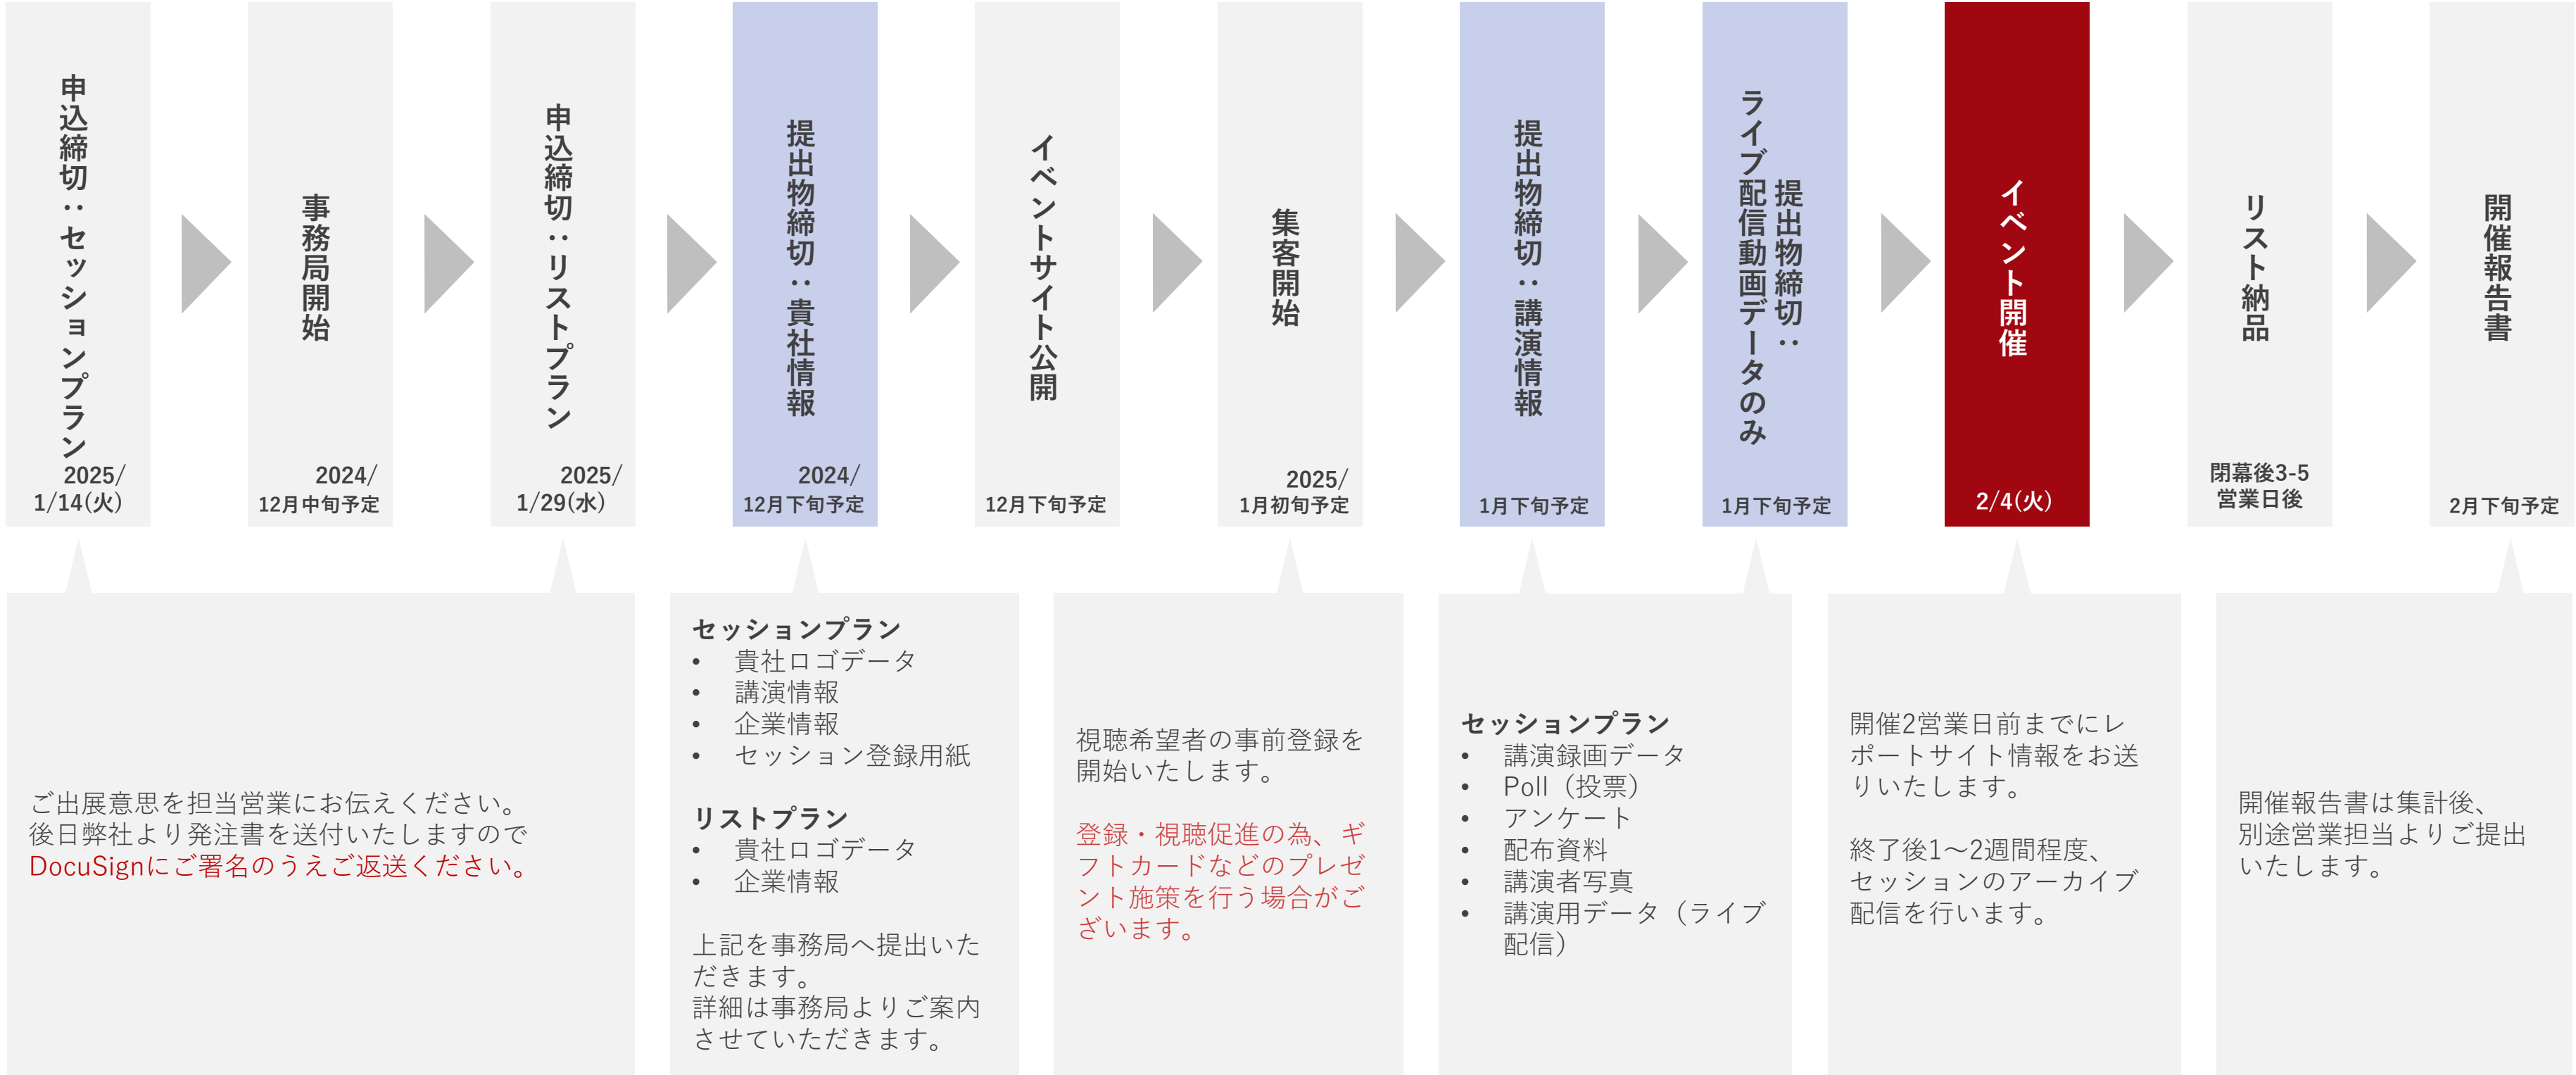 申込締切：セッションプラン
2025/
1/14(火)
事務局開始
2024/
12月中旬予定
申込締切：リストプラン
2025/
1/29(水)
提出物締切：貴社情報
2024/
12月下旬予定
イベントサイト公開
12月下旬予定
集客開始
2025/
1月初旬予定
提出物締切：講演情報
1月下旬予定
提出物締切：
ライブ配信動画データのみ
1月下旬予定
イベント開催
2/4(火)
リスト納品
閉幕後3-5
営業日後
開催報告書
2月下旬予定
ご出展意思を担当営業にお伝えください。
後日弊社より発注書を送付いたしますので
DocuSignにご署名のうえご返送ください。
セッションプラン
• 貴社ロゴデータ
• 講演情報
• 企業情報
• セッション登録用紙
リストプラン
• 貴社ロゴデータ
• 企業情報
上記を事務局へ提出いた
だきます。
詳細は事務局よりご案内
させていただきます。
視聴希望者の事前登録を
開始いたします。
登録・視聴促進の為、ギ
フトカードなどのプレゼ
ント施策を行う場合がご
ざいます。
セッションプラン
• 講演録画データ
• Poll（投票）
• アンケート
• 配布資料
• 講演者写真
• 講演用データ（ライブ
配信）
開催2営業日前までにレ
ポートサイト情報をお送
りいたします。
終了後1～2週間程度、
セッションのアーカイブ
配信を行います。
開催報告書は集計後、
別途営業担当よりご提出
いたします。